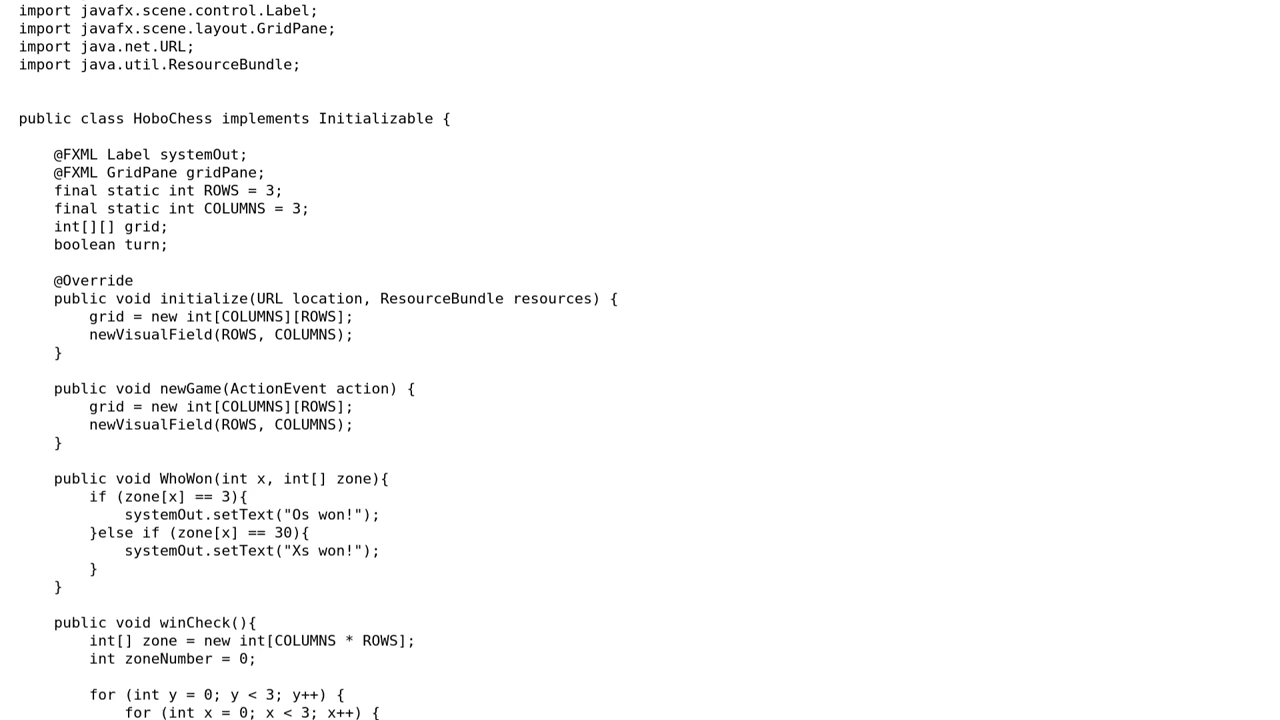 import javafx.scene.control.Label;
import javafx.scene.layout.GridPane;
import java.net.URL;
import java.util.ResourceBundle;
public class HoboChess implements Initializable {
@FXML Label systemOut;
@FXML GridPane gridPane;
final static int ROWS = 3;
final static int COLUMNS = 3;
int[][] grid;
boolean turn;
@Override
public void initialize(URL location, ResourceBundle resources) {
grid = new int[COLUMNS][ROWS];
newVisualField(ROWS, COLUMNS);
}
public void newGame(ActionEvent action) {
grid = new int[COLUMNS][ROWS];
newVisualField(ROWS, COLUMNS);
}
public void WhoWon(int x, int[] zone){
if (zone[x] == 3){
systemOut.setText("Os won!");
}else if (zone[x] == 30){
systemOut.setText("Xs won!");
}
}
public void winCheck(){
int[] zone = new int[COLUMNS * ROWS];
int zoneNumber = 0;
for (int y = 0; y < 3; y++) {
for (int x = 0; x < 3; x++) {